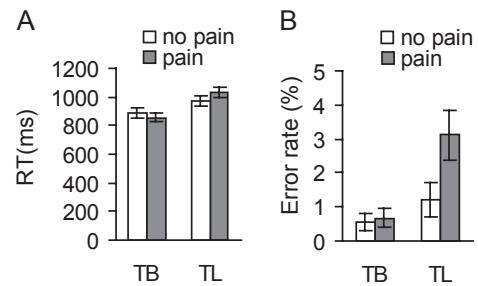 A
no pain
pain
RT(ms)
1200
1000
800
600
400
200
0
TB TL
B
no pain
pain
Error rate (%)
5
4
3
2
1
0
TB TL